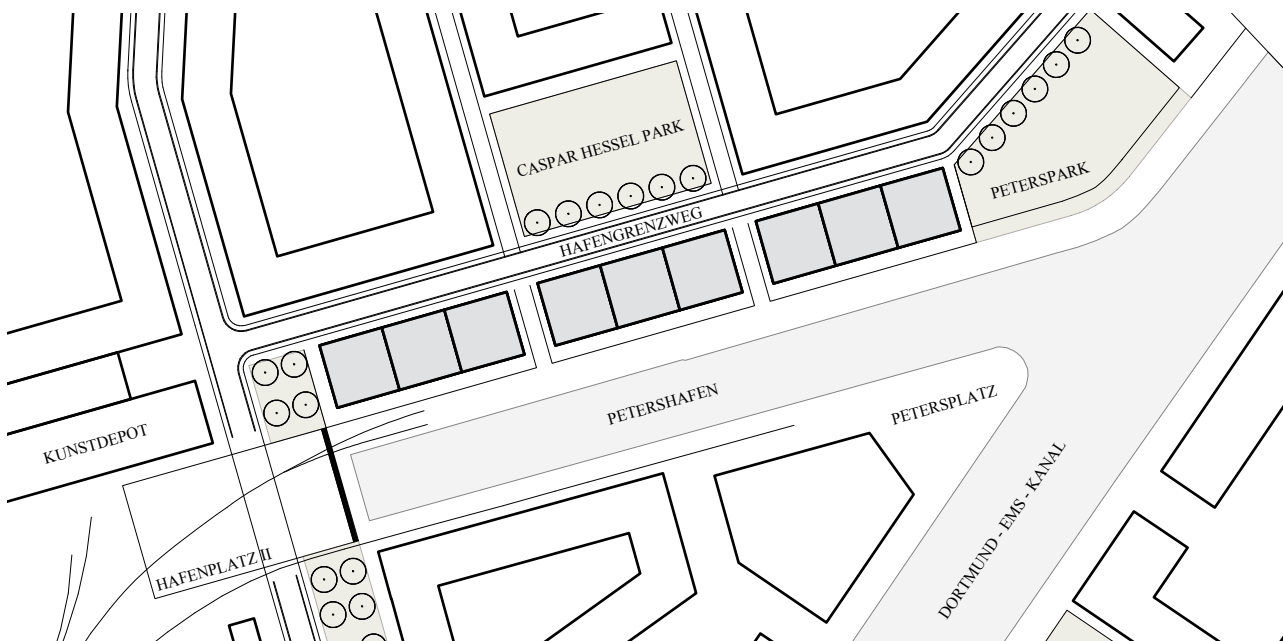 CASPAR HESSEL PARK
PETERSPARK
HAFENGRENZWEG
PETERSHAFEN
PETERSPLATZ
KUNSTDEPOT
DORTMUND - EMS - KANAL
HAFENPLATZ II